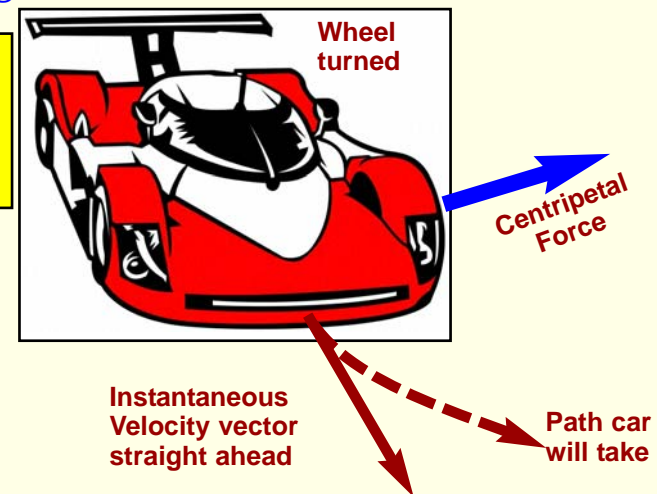 Wheel
turned
Centripetal
Force
Instantaneous
Velocity vector
straight ahead
Path car
will take